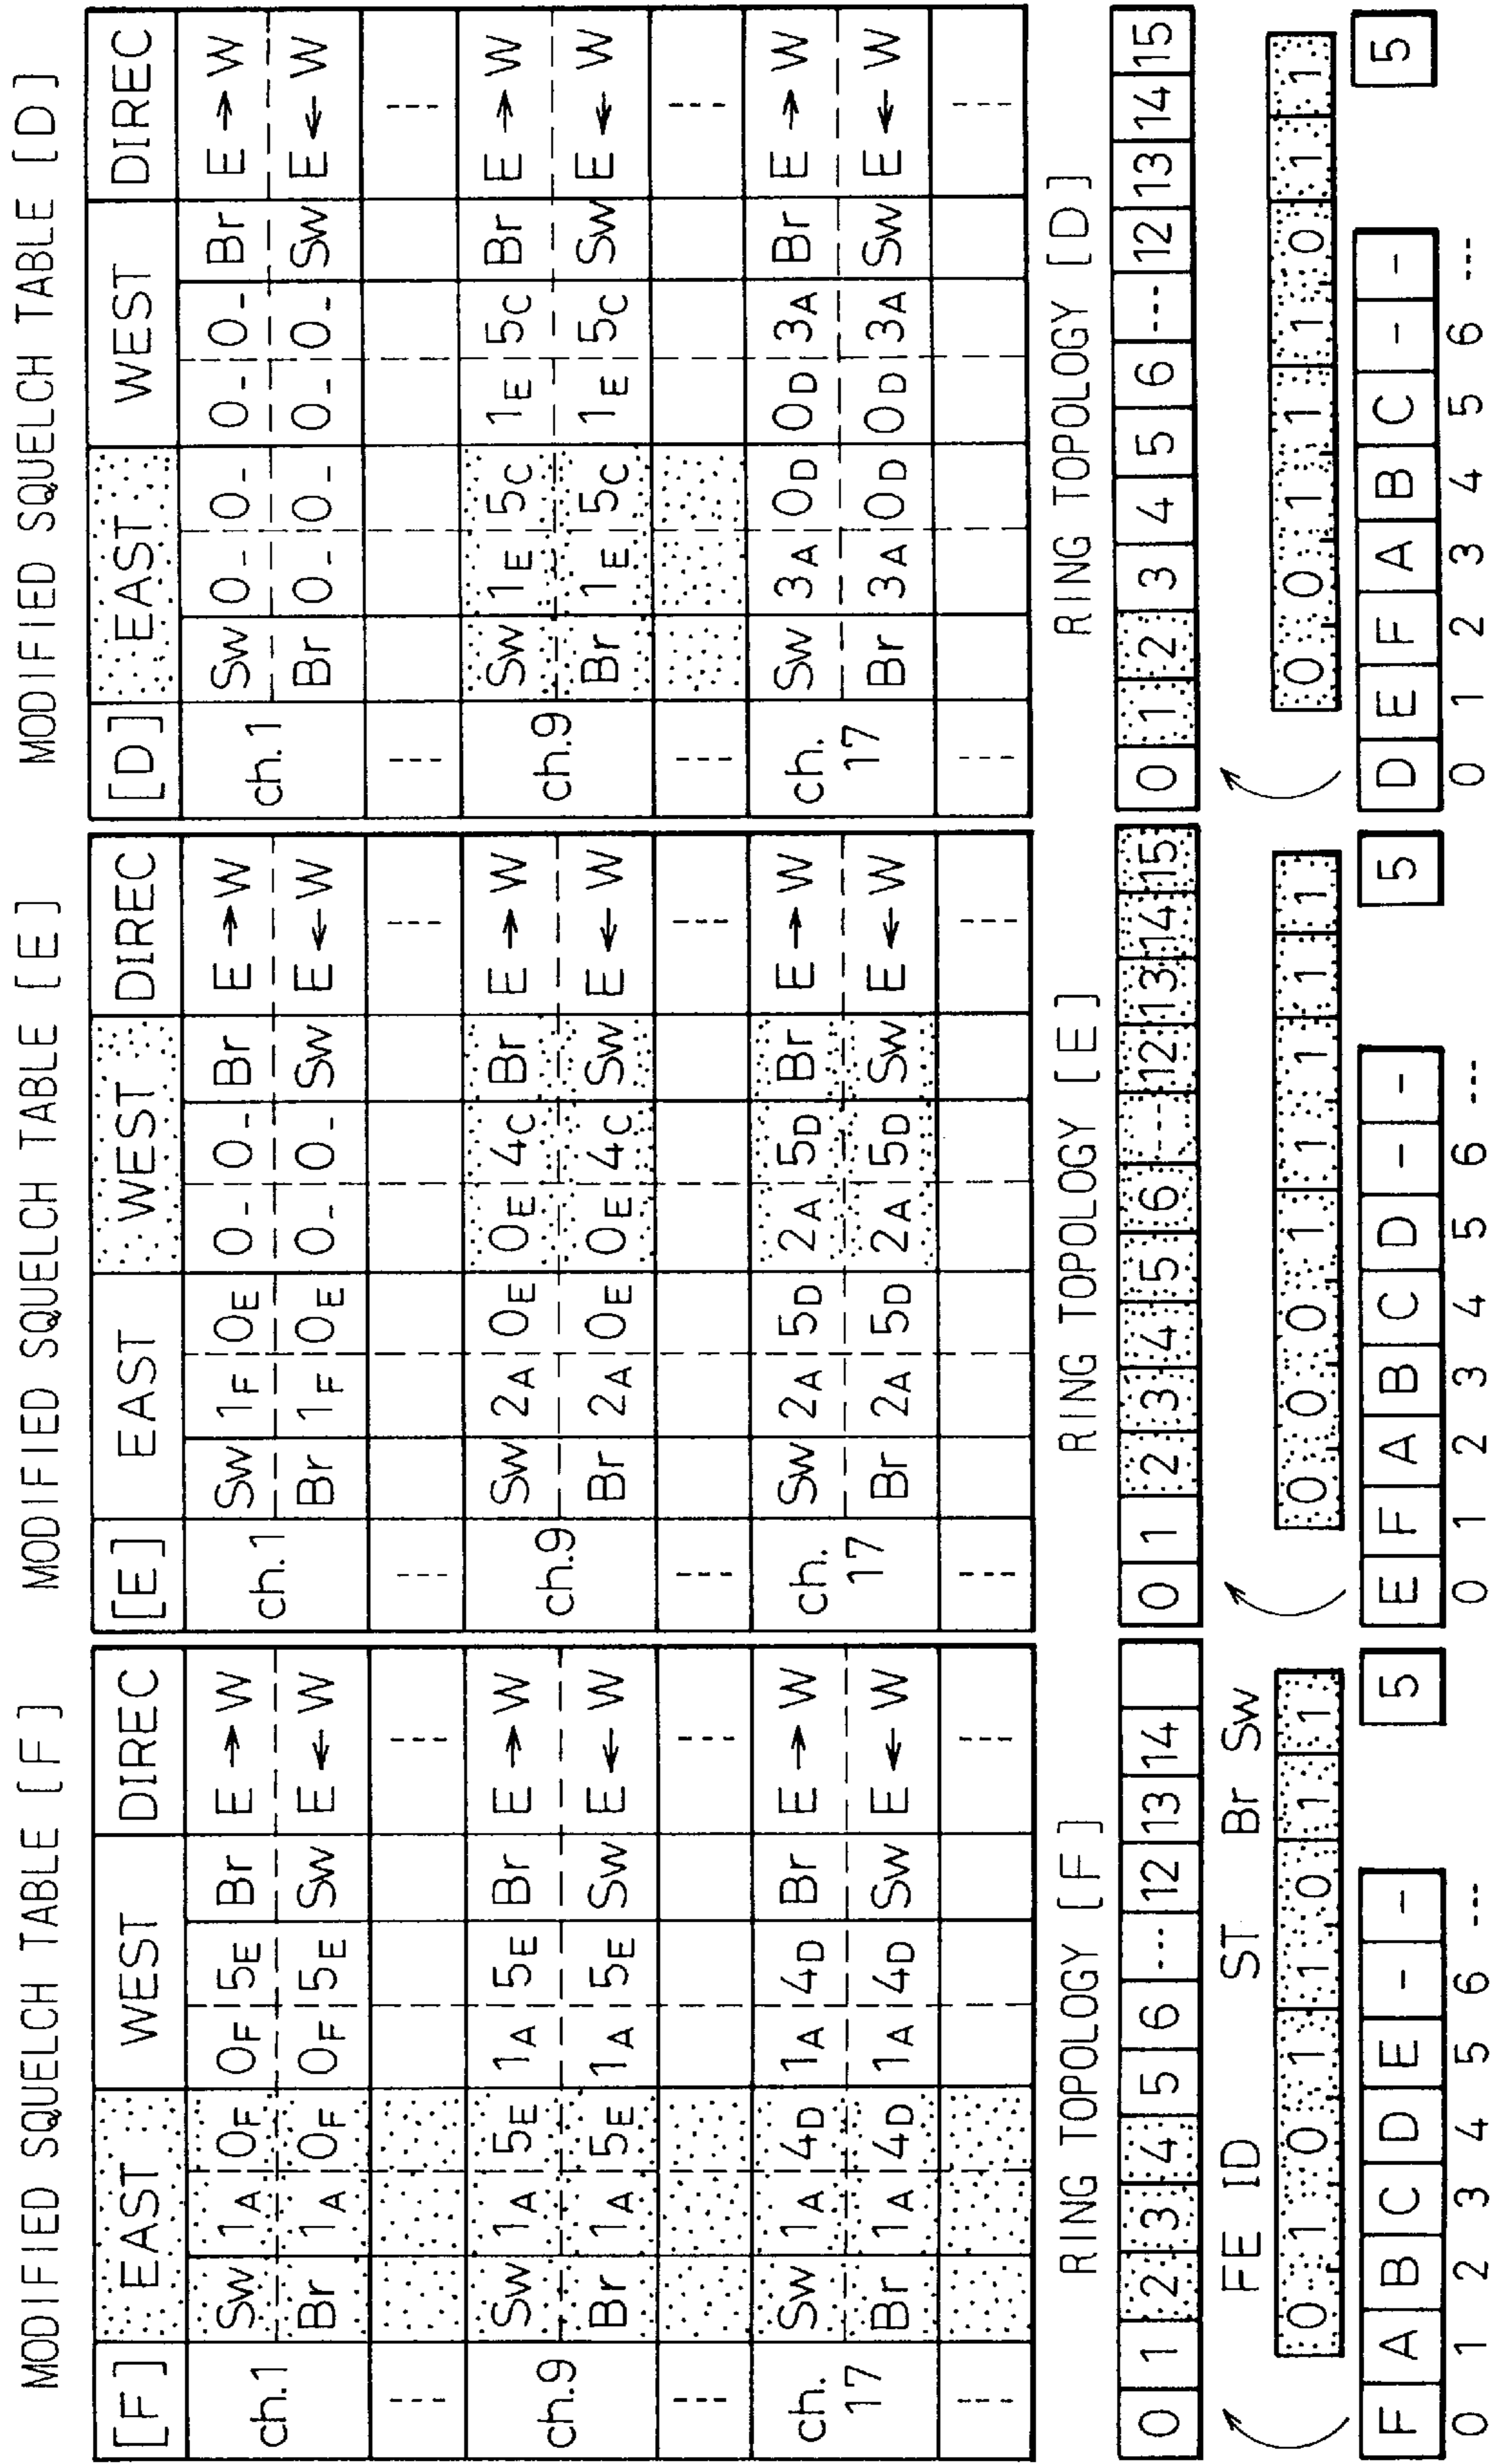 MODIFIED SQUELCH TABLE [F]
[F] EAST WEST DIREC
ch.1 Sw 1A 0F 0F 5E Br E → W
Br 1A 0F 0F 5E Sw E ← W
--- ---
ch.9 Sw 1A 5E 1A 5E Br E → W
Br 1A 5E 1A 5E Sw E ← W
--- ---
ch. 17 Sw 1A 4D 1A 4D Br E → W
Br 1A 4D 1A 4D Sw E ← W
--- ---
RING TOPOLOGY [F]
0 1 2 3 4 5 6 --- 12 13 14
FE ID ST Br Sw
0 1 0 1 1 0 1 1
F A B C D E - - 5
0 1 2 3 4 5 6 ---
MODIFIED SQUELCH TABLE [E]
[E] EAST WEST DIREC
ch.1 Sw 1F 0E 0- 0- Br E → W
Br 1F 0E 0- 0- Sw E ← W
--- ---
ch.9 Sw 2A 0E 0E 4C Br E → W
Br 2A 0E 0E 4C Sw E ← W
--- ---
ch. 17 Sw 2A 5D 2A 5D Br E → W
Br 2A 5D 2A 5D Sw E ← W
--- ---
RING TOPOLOGY [E]
0 1 2 3 4 5 6 --- 12 13 14 15
0 0 0 1 1 1 1 1
E F A B C D - - 5
0 1 2 3 4 5 6 ---
MODIFIED SQUELCH TABLE [D]
[D] EAST WEST DIREC
ch.1 Sw 0- 0- 0- 0- Br E → W
Br 0- 0- 0- 0- Sw E ← W
--- ---
ch.9 Sw 1E 5C 1E 5C Br E → W
Br 1E 5C 1E 5C Sw E ← W
--- ---
ch. 17 Sw 3A 0D 0D 3A Br E → W
Br 3A 0D 0D 3A Sw E ← W
--- ---
RING TOPOLOGY [D]
0 1 2 3 4 5 6 --- 12 13 14 15
0 0 1 1 1 0 1 1
D E F A B C - - 5
0 1 2 3 4 5 6 ---